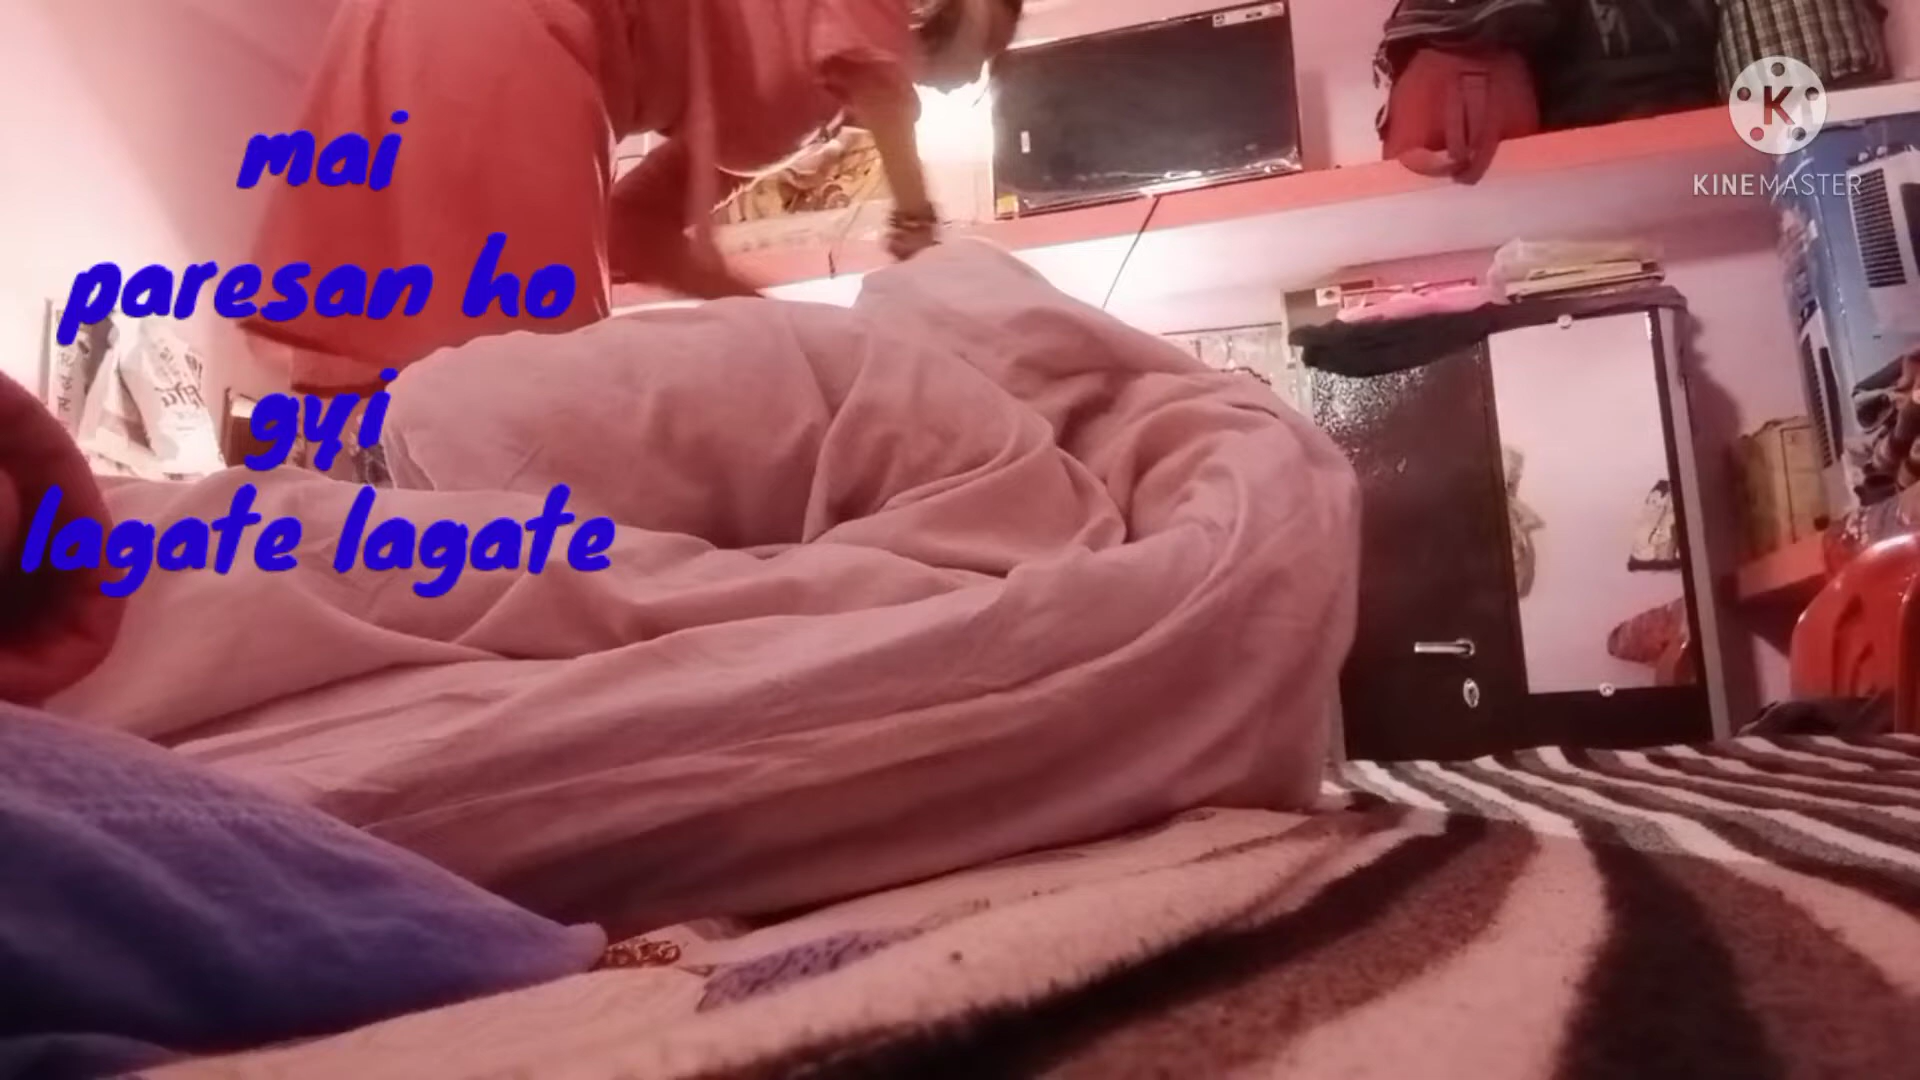 mai
paresan ho
gyi
lagate lagate
K
KINEMASTER